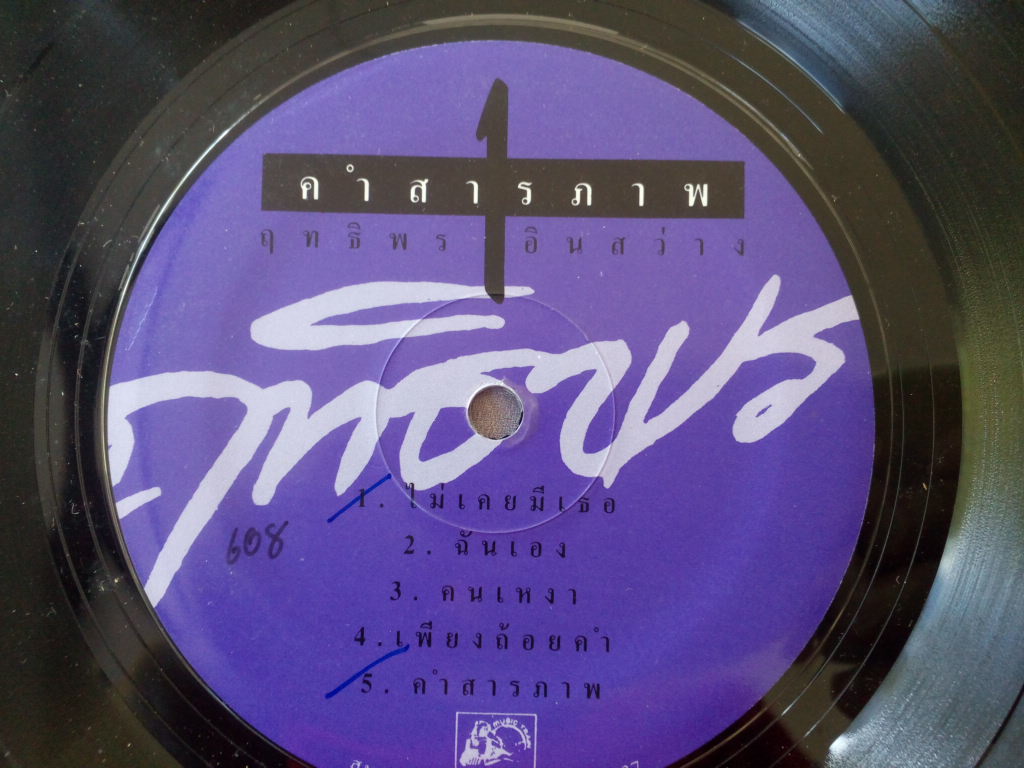 1
คำสารภาพ
ฤทธิพร อินสว่าง
ฤทธิพร
1. ไม่เคยมีเธอ
608
2. ฉันเอง
3. คนเหงา
4. เพียงถ้อยคำ
5. คำสารภาพ
MUSIC TRAIN